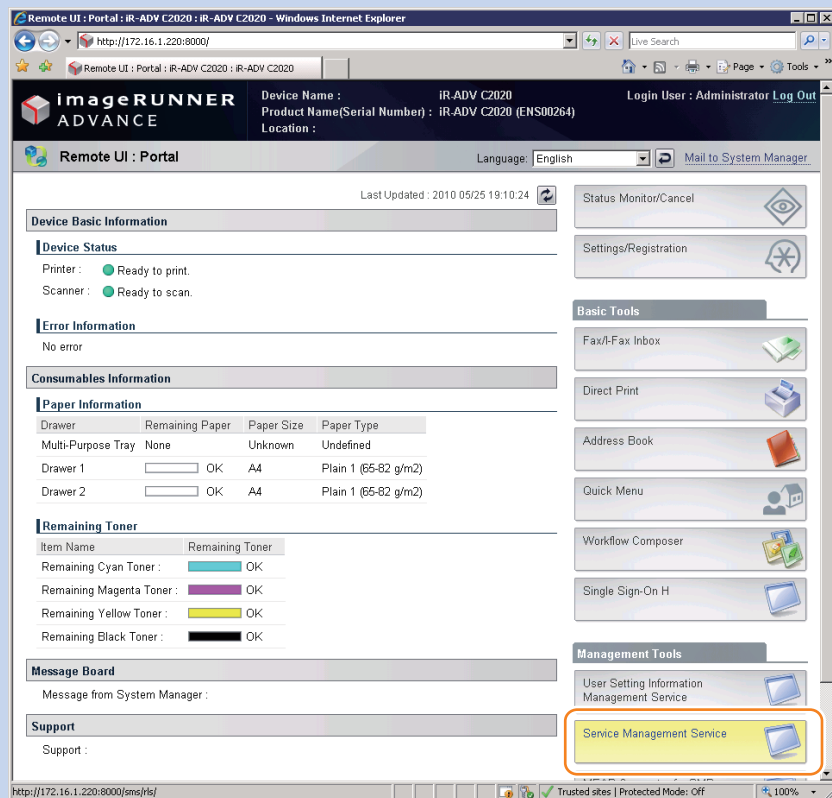 Remote UI : Portal : iR-ADV C2020 : iR-ADV C2020 - Windows Internet Explorer
http://172.16.1.220:8000/
Live Search
Remote UI : Portal : iR-ADV C2020 : iR-ADV C2020
Page
Tools
imageRUNNER
ADVANCE
Device Name :
iR-ADV C2020
Product Name(Serial Number) :
iR-ADV C2020 (ENS00264)
Location :
Login User : Administrator Log Out
Remote UI : Portal
Language: English
Mail to System Manager
Last Updated : 2010 05/25 19:10:24
Device Basic Information
Device Status
Printer : Ready to print.
Scanner : Ready to scan.
Error Information
No error
Consumables Information
Paper Information
Drawer Remaining Paper Paper Size Paper Type
Multi-Purpose Tray None Unknown Undefined
Drawer 1 OK A4 Plain 1 (65-82 g/m2)
Drawer 2 OK A4 Plain 1 (65-82 g/m2)
Remaining Toner
Item Name Remaining Toner
Remaining Cyan Toner : OK
Remaining Magenta Toner : OK
Remaining Yellow Toner : OK
Remaining Black Toner : OK
Message Board
Message from System Manager :
Support
Support :
Status Monitor/Cancel
Settings/Registration
Basic Tools
Fax/I-Fax Inbox
Direct Print
Address Book
Quick Menu
Workflow Composer
Single Sign-On H
Management Tools
User Setting Information
Management Service
Service Management Service
http://172.16.1.220:8000/sms/rls/
Trusted sites | Protected Mode: Off
100%